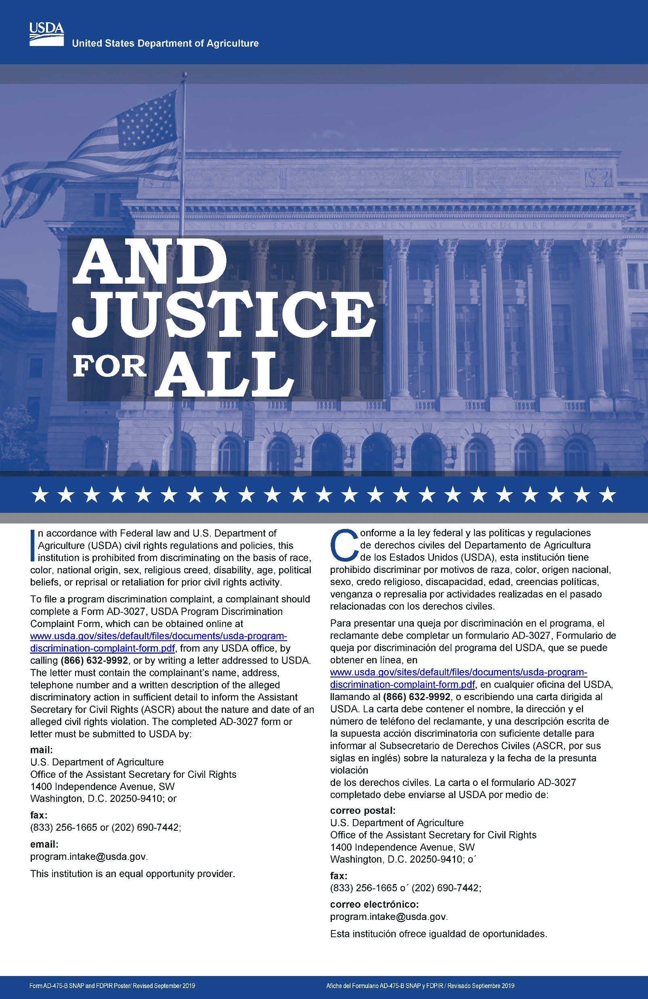 USDA
United States Department of Agriculture
UNITED STATES DEPARTMENT OF AGRICULTURE
AND
JUSTICE
FOR ALL
In accordance with Federal law and U.S. Department of
Agriculture (USDA) civil rights regulations and policies, this
institution is prohibited from discriminating on the basis of race,
color, national origin, sex, religious creed, disability, age, political
beliefs, or reprisal or retaliation for prior civil rights activity.
To file a program discrimination complaint, a complainant should
complete a Form AD-3027, USDA Program Discrimination
Complaint Form, which can be obtained online at
www.usda.gov/sites/default/files/documents/usda-program-
discrimination-complaint-form.pdf, from any USDA office, by
calling (866) 632-9992, or by writing a letter addressed to USDA.
The letter must contain the complainant’s name, address,
telephone number and a written description of the alleged
discriminatory action in sufficient detail to inform the Assistant
Secretary for Civil Rights (ASCR) about the nature and date of an
alleged civil rights violation. The completed AD-3027 form or
letter must be submitted to USDA by:
mail:
U.S. Department of Agriculture
Office of the Assistant Secretary for Civil Rights
1400 Independence Avenue, SW
Washington, D.C. 20250-9410; or
fax:
(833) 256-1665 or (202) 690-7442;
email:
program.intake@usda.gov.
This institution is an equal opportunity provider.
Conforme a la ley federal y las políticas y regulaciones
de derechos civiles del Departamento de Agricultura
de los Estados Unidos (USDA), esta institución tiene
prohibido discriminar por motivos de raza, color, origen nacional,
sexo, credo religioso, discapacidad, edad, creencias políticas,
venganza o represalia por actividades realizadas en el pasado
relacionadas con los derechos civiles.
Para presentar una queja por discriminación en el programa, el
reclamante debe completar un formulario AD-3027, Formulario de
queja por discriminación del programa del USDA, que se puede
obtener en línea, en
www.usda.gov/sites/default/files/documents/usda-program-
discrimination-complaint-form.pdf, en cualquier oficina del USDA,
llamando al (866) 632-9992, o escribiendo una carta dirigida al
USDA. La carta debe contener el nombre, la dirección y el
número de teléfono del reclamante, y una descripción escrita de
la supuesta acción discriminatoria con suficiente detalle para
informar al Subsecretario de Derechos Civiles (ASCR, por sus
siglas en inglés) sobre la naturaleza y la fecha de la presunta
violación
de los derechos civiles. La carta o el formulario AD-3027
completado debe enviarse al USDA por medio de:
correo postal:
U.S. Department of Agriculture
Office of the Assistant Secretary for Civil Rights
1400 Independence Avenue, SW
Washington, D.C. 20250-9410; o´
fax:
(833) 256-1665 o´ (202) 690-7442;
correo electrónico:
program.intake@usda.gov.
Esta institución ofrece igualdad de oportunidades.
Form AD-475-B SNAP and FDPIR Poster/ Revised September 2019
Afiche del Formulario AD-475-B SNAP y FDPIR / Revisado Septiembre 2019